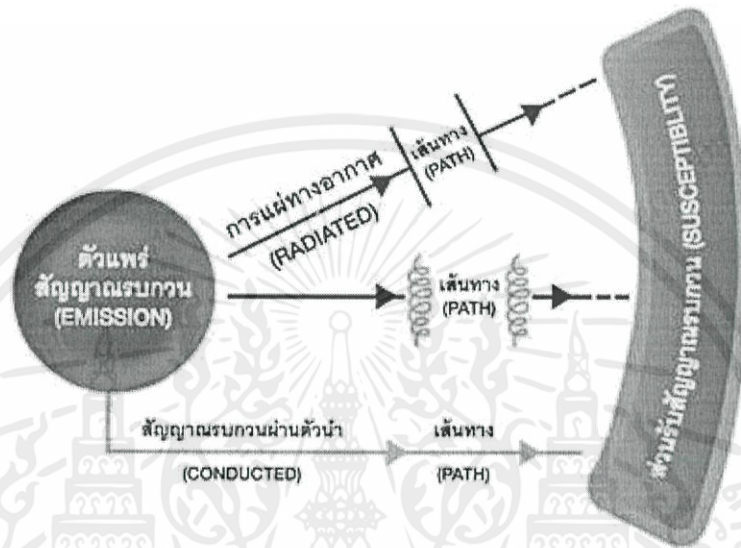 ตัวแพร่
สัญญาณรบกวน
(EMISSION)
การแผ่ทางอากาศ
(RADIATED)
เส้นทาง
(PATH)
เส้นทาง
(PATH)
สัญญาณรบกวนผ่านตัวนำ
(CONDUCTED)
เส้นทาง
(PATH)
ส่วนรับสัญญาณรบกวน (SUSCEPTIBLITY)